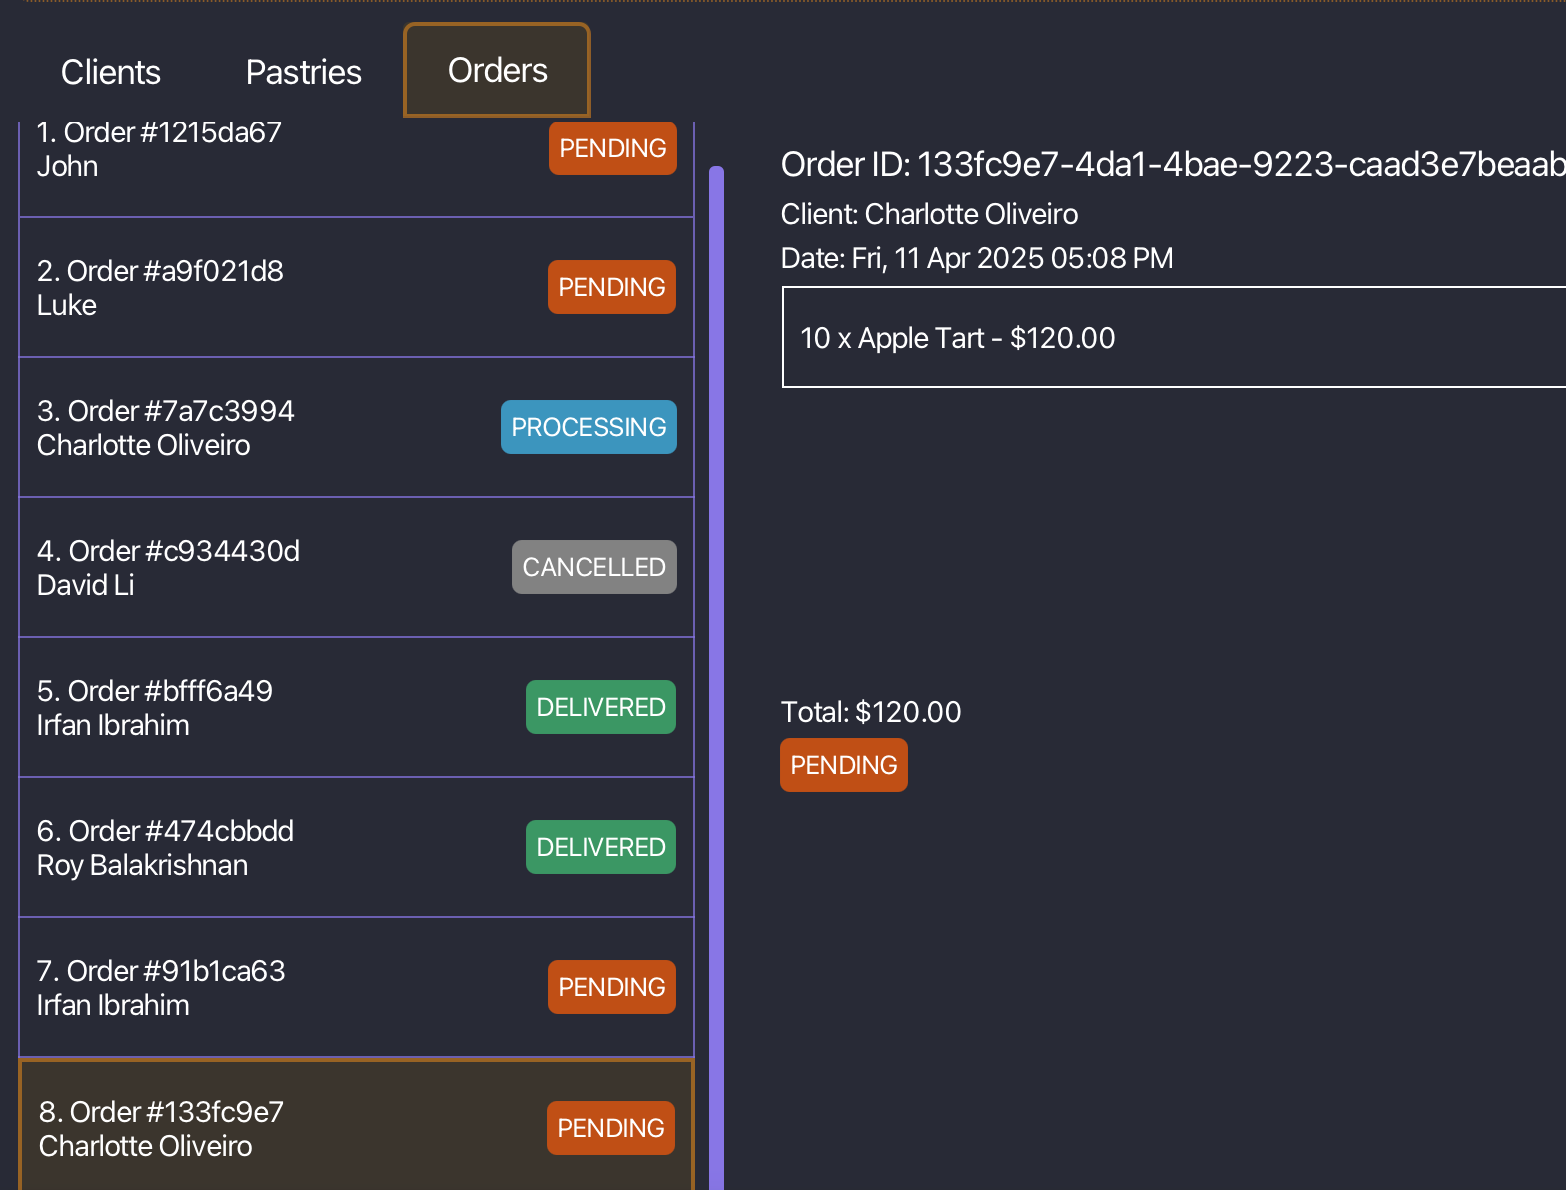 Clients Pastries Orders
1. Order #1215da67
John
PENDING
2. Order #a9f021d8
Luke
PENDING
3. Order #7a7c3994
Charlotte Oliveiro
PROCESSING
4. Order #c934430d
David Li
CANCELLED
5. Order #bfff6a49
Irfan Ibrahim
DELIVERED
6. Order #474cbbdd
Roy Balakrishnan
DELIVERED
7. Order #91b1ca63
Irfan Ibrahim
PENDING
8. Order #133fc9e7
Charlotte Oliveiro
PENDING
Order ID: 133fc9e7-4da1-4bae-9223-caad3e7beaab
Client: Charlotte Oliveiro
Date: Fri, 11 Apr 2025 05:08 PM
10 x Apple Tart - $120.00
Total: $120.00
PENDING